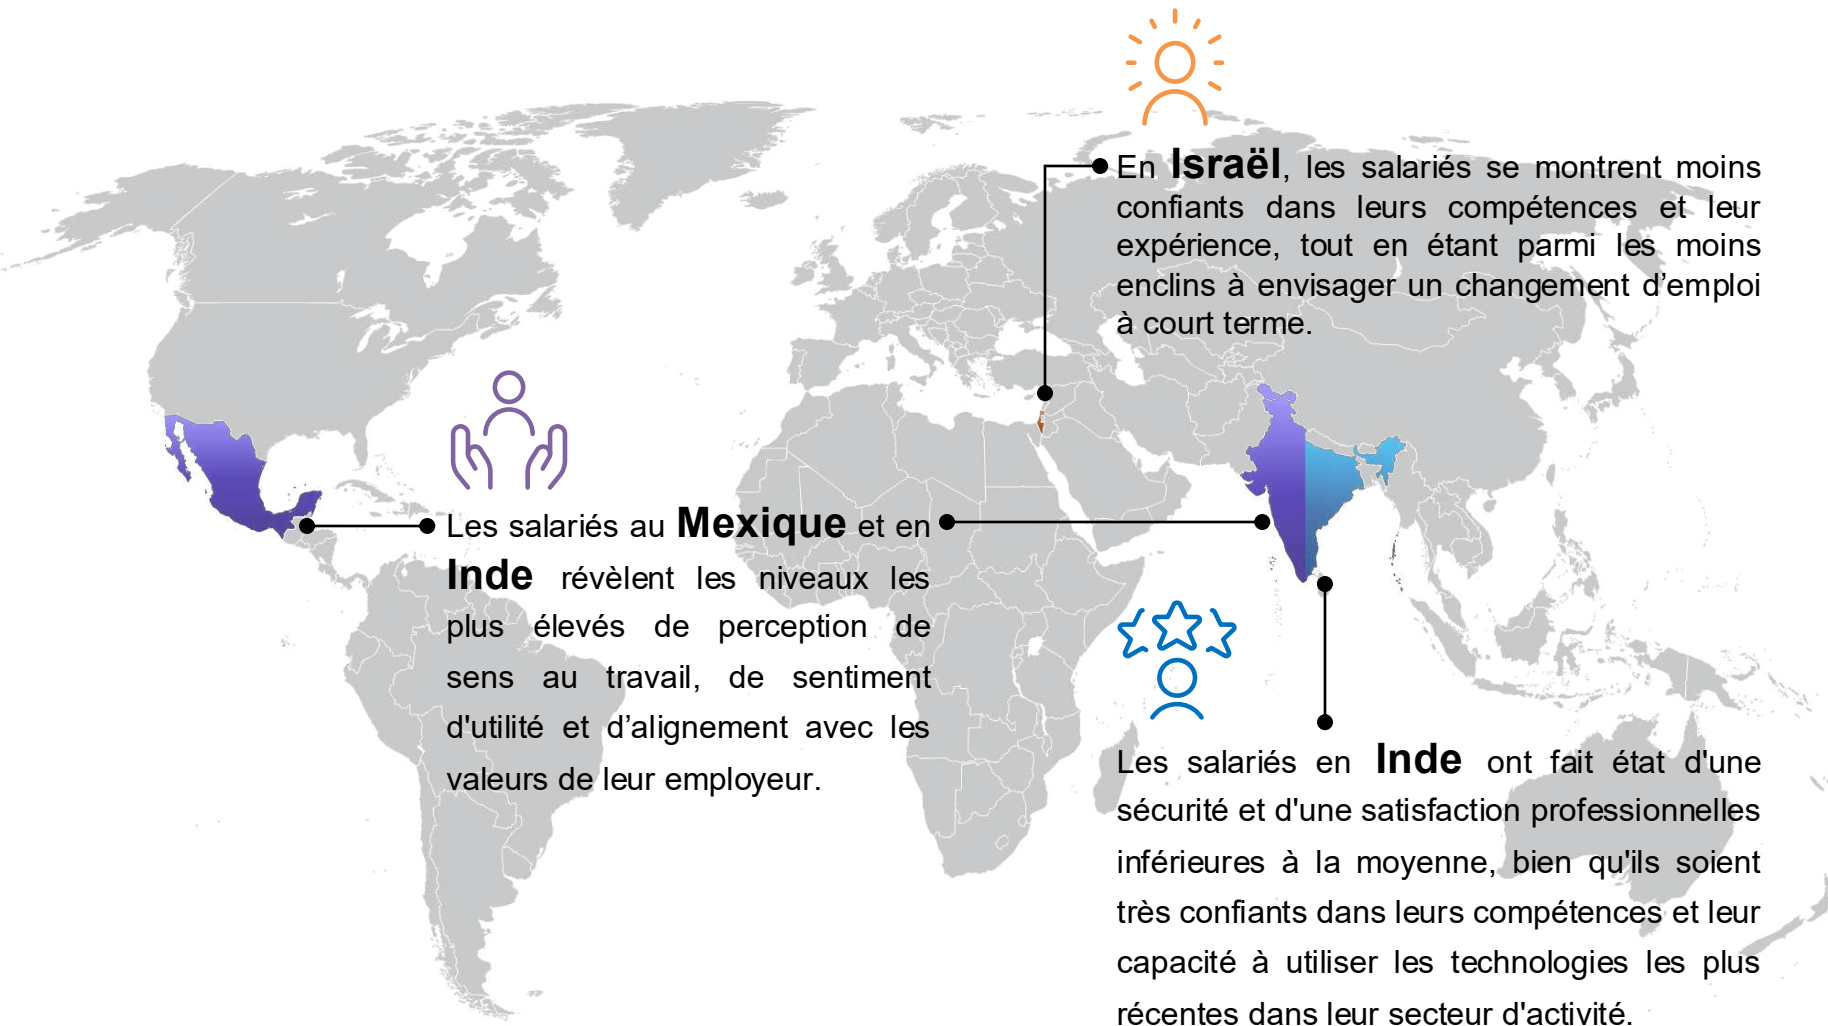 En Israël, les salariés se montrent moins
confiants dans leurs compétences et leur
expérience, tout en étant parmi les moins
enclins à envisager un changement d’emploi
à court terme.
Les salariés au Mexique et en
Inde révèlent les niveaux les
plus élevés de perception de
sens au travail, de sentiment
d'utilité et d’alignement avec les
valeurs de leur employeur.
Les salariés en Inde ont fait état d'une
sécurité et d'une satisfaction professionnelles
inférieures à la moyenne, bien qu'ils soient
très confiants dans leurs compétences et leur
capacité à utiliser les technologies les plus
récentes dans leur secteur d'activité.